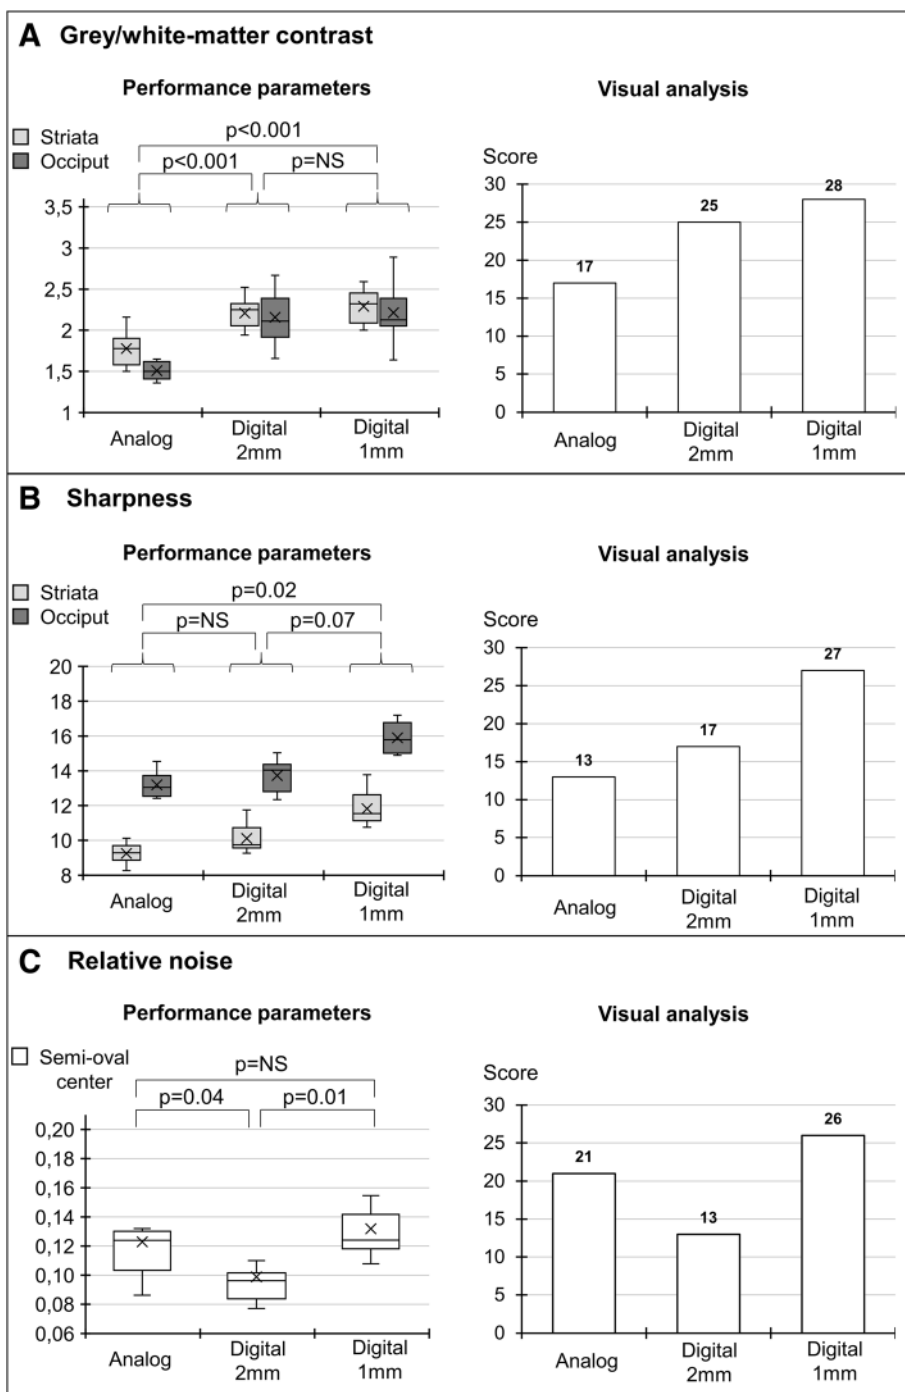 A Grey/white-matter contrast
Performance parameters
Striata
Occiput
p<0.001
p<0.001
p=NS
3,5
3
2,5
2
1,5
1
Analog
Digital
2mm
Digital
1mm
Visual analysis
Score
30
25
20
15
10
5
0
17
25
28
Analog
Digital
2mm
Digital
1mm
B Sharpness
Performance parameters
Striata
Occiput
p=0.02
p=NS
p=0.07
20
18
16
14
12
10
8
Analog
Digital
2mm
Digital
1mm
Visual analysis
Score
30
25
20
15
10
5
0
13
17
27
Analog
Digital
2mm
Digital
1mm
C Relative noise
Performance parameters
Semi-oval
center
p=NS
p=0.04
p=0.01
0,20
0,18
0,16
0,14
0,12
0,10
0,08
0,06
Analog
Digital
2mm
Digital
1mm
Visual analysis
Score
30
25
20
15
10
5
0
21
13
26
Analog
Digital
2mm
Digital
1mm